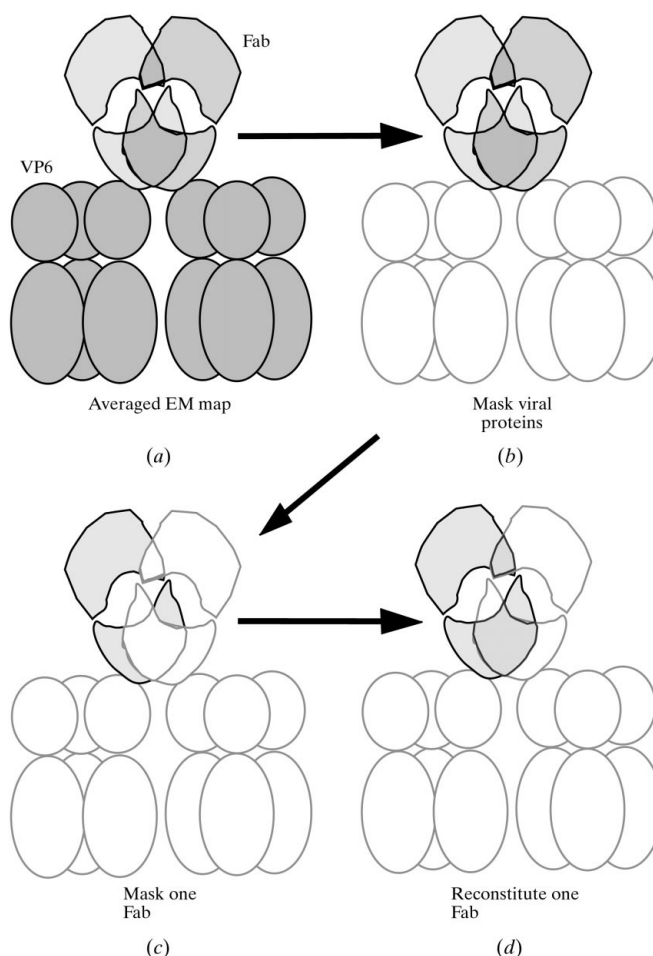 Fab
VP6
Averaged EM map
Mask viral
proteins
(a)
(b)
Mask one
Fab
Reconstitute one
Fab
(c)
(d)